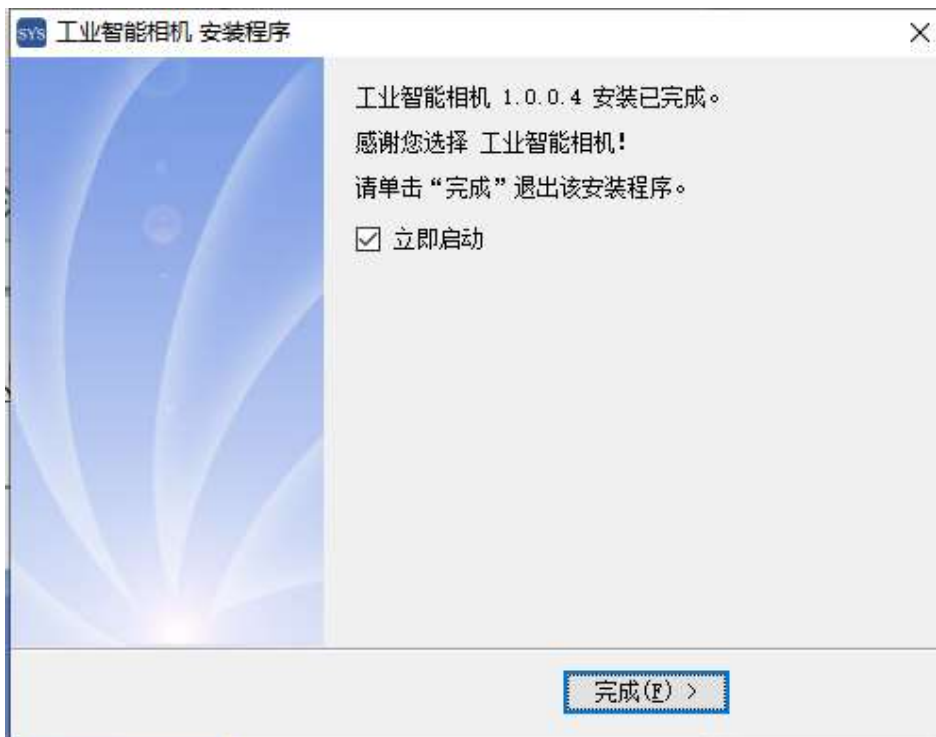 SYS 工业智能相机 安装程序
工业智能相机 1.0.0.4 安装已完成。
感谢您选择 工业智能相机!
请单击“完成”退出该安装程序。
立即启动
完成(F) >